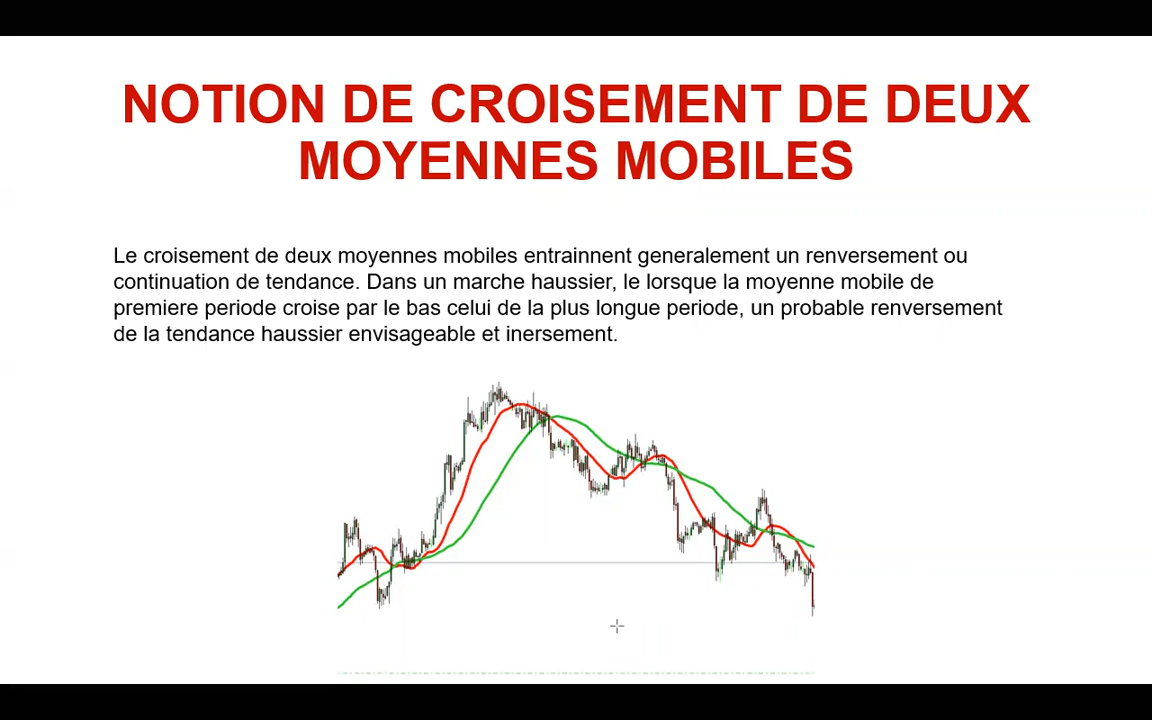 NOTION DE CROISEMENT DE DEUX
MOYENNES MOBILES
Le croisement de deux moyennes mobiles entrainnent generalement un renversement ou
continuation de tendance. Dans un marche haussier, le lorsque la moyenne mobile de
premiere periode croise par le bas celui de la plus longue periode, un probable renversement
de la tendance haussier envisageable et inersement.